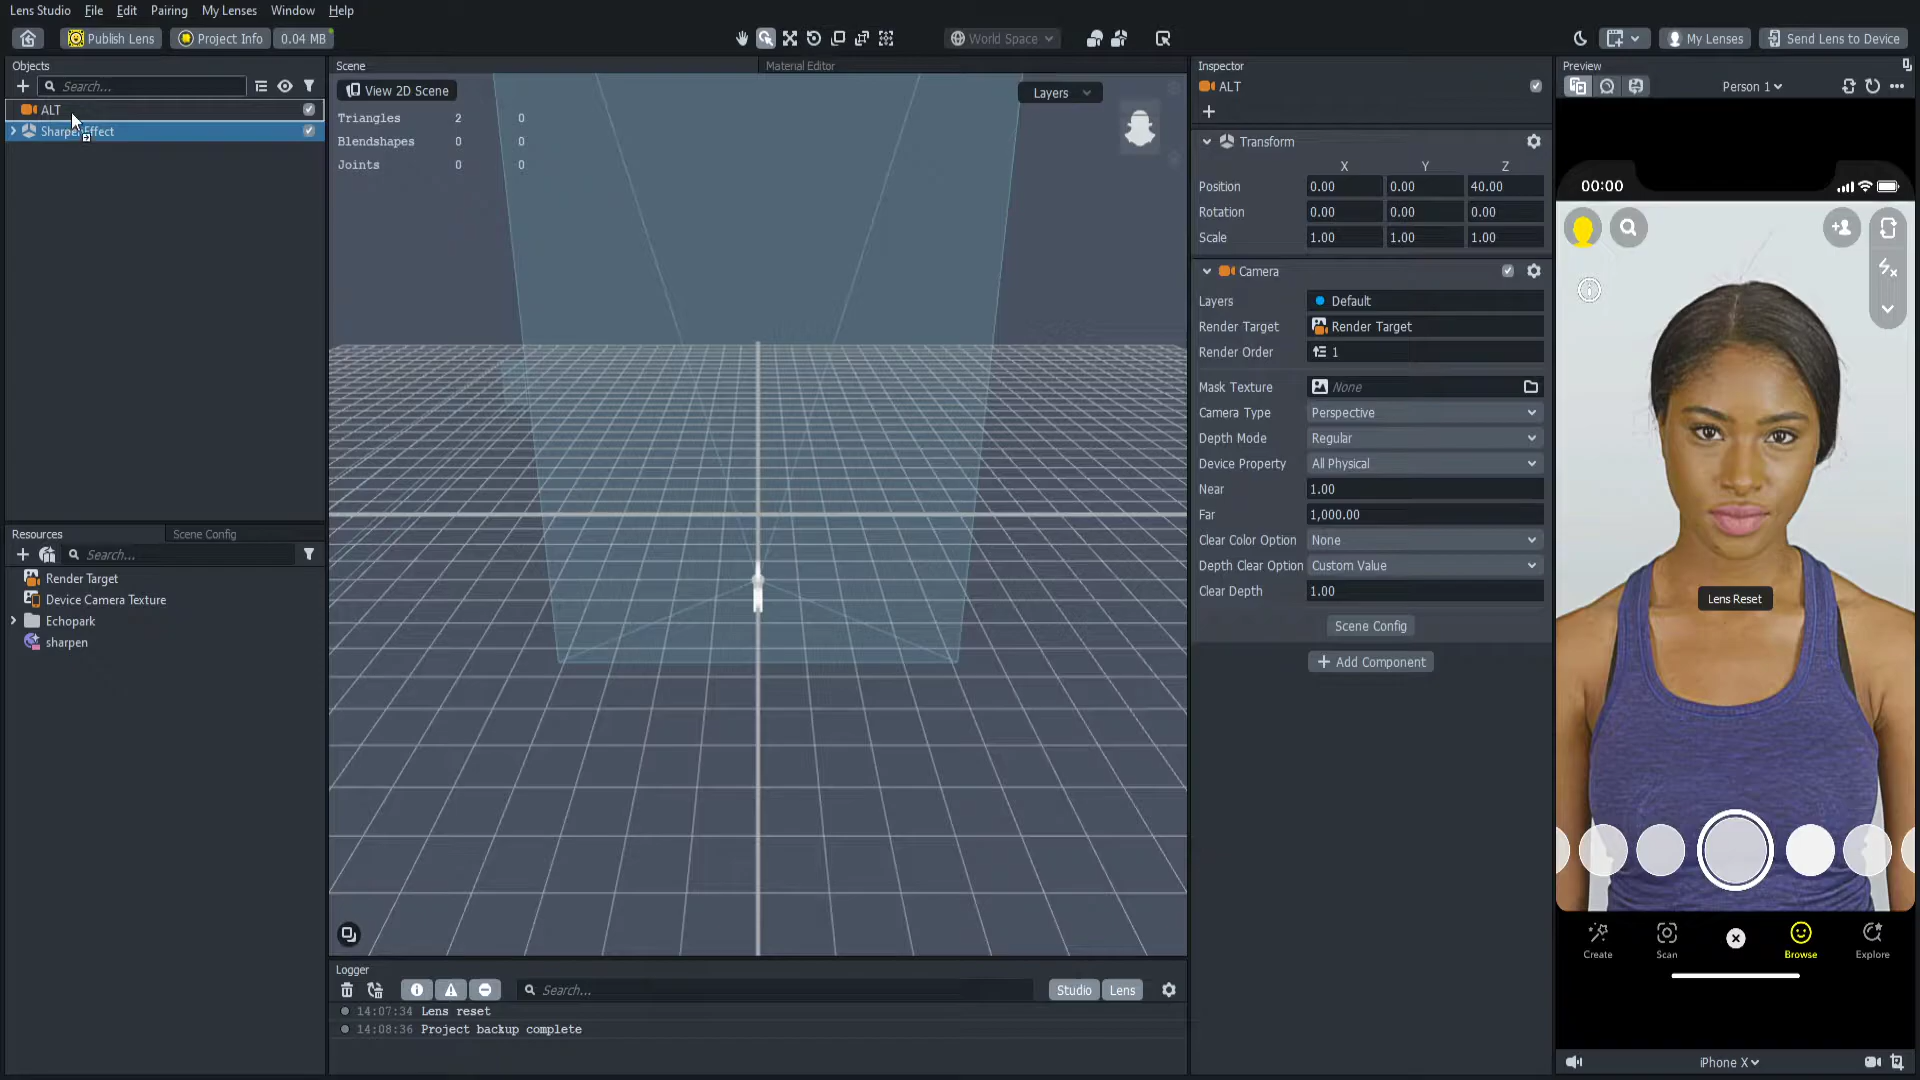 Lens Studio File Edit Pairing My Lenses Window Help
Publish Lens Project Info 0.04 MB World Space My Lenses Send Lens to Device
Objects
Search...
ALT
SharpenEffect
Resources Scene Config
Search...
Render Target
Device Camera Texture
Echopark
sharpen
Scene Material Editor
View 2D Scene Layers
Triangles 2 0
Blendshapes 0 0
Joints 0 0
Logger
Search... Studio Lens
14:07:34 Lens reset
14:08:36 Project backup complete
Inspector
ALT
Transform
X Y Z
Position 0.00 0.00 40.00
Rotation 0.00 0.00 0.00
Scale 1.00 1.00 1.00
Camera
Layers Default
Render Target Render Target
Render Order 1
Mask Texture None
Camera Type Perspective
Depth Mode Regular
Device Property All Physical
Near 1.00
Far 1,000.00
Clear Color Option None
Depth Clear Option Custom Value
Clear Depth 1.00
Scene Config
+ Add Component
Preview
Person 1
00:00
Lens Reset
Create Scan Browse Explore
iPhone X